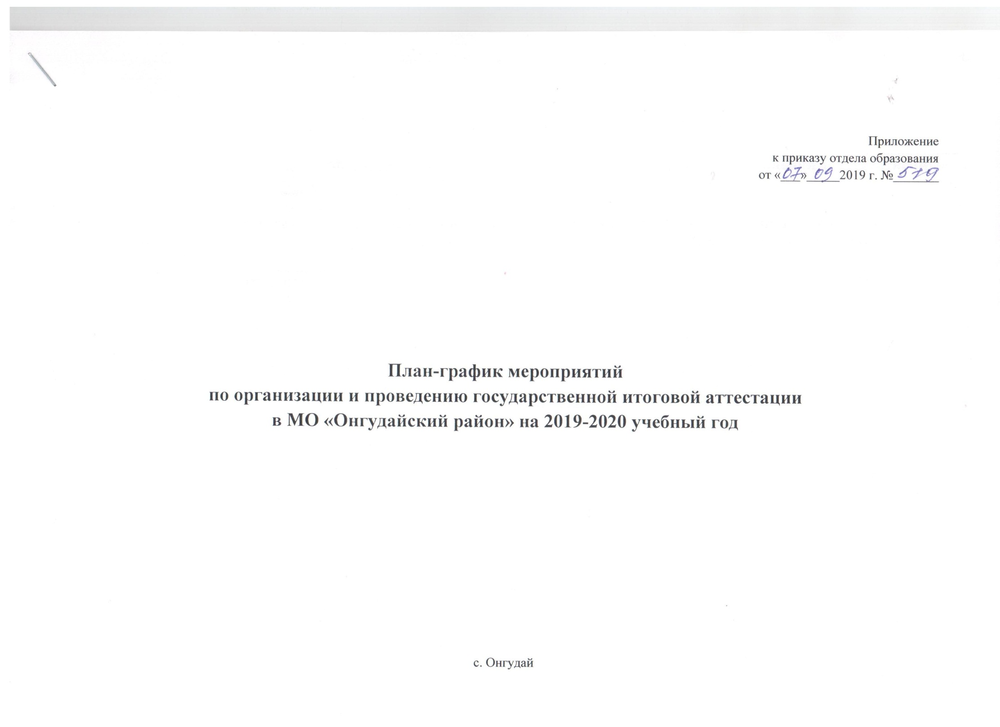 Приложение
к приказу отдела образования
от «07» 09 2019 г. № 519
План-график мероприятий
по организации и проведению государственной итоговой аттестации
в МО «Онгудайский район» на 2019-2020 учебный год
с. Онгудай